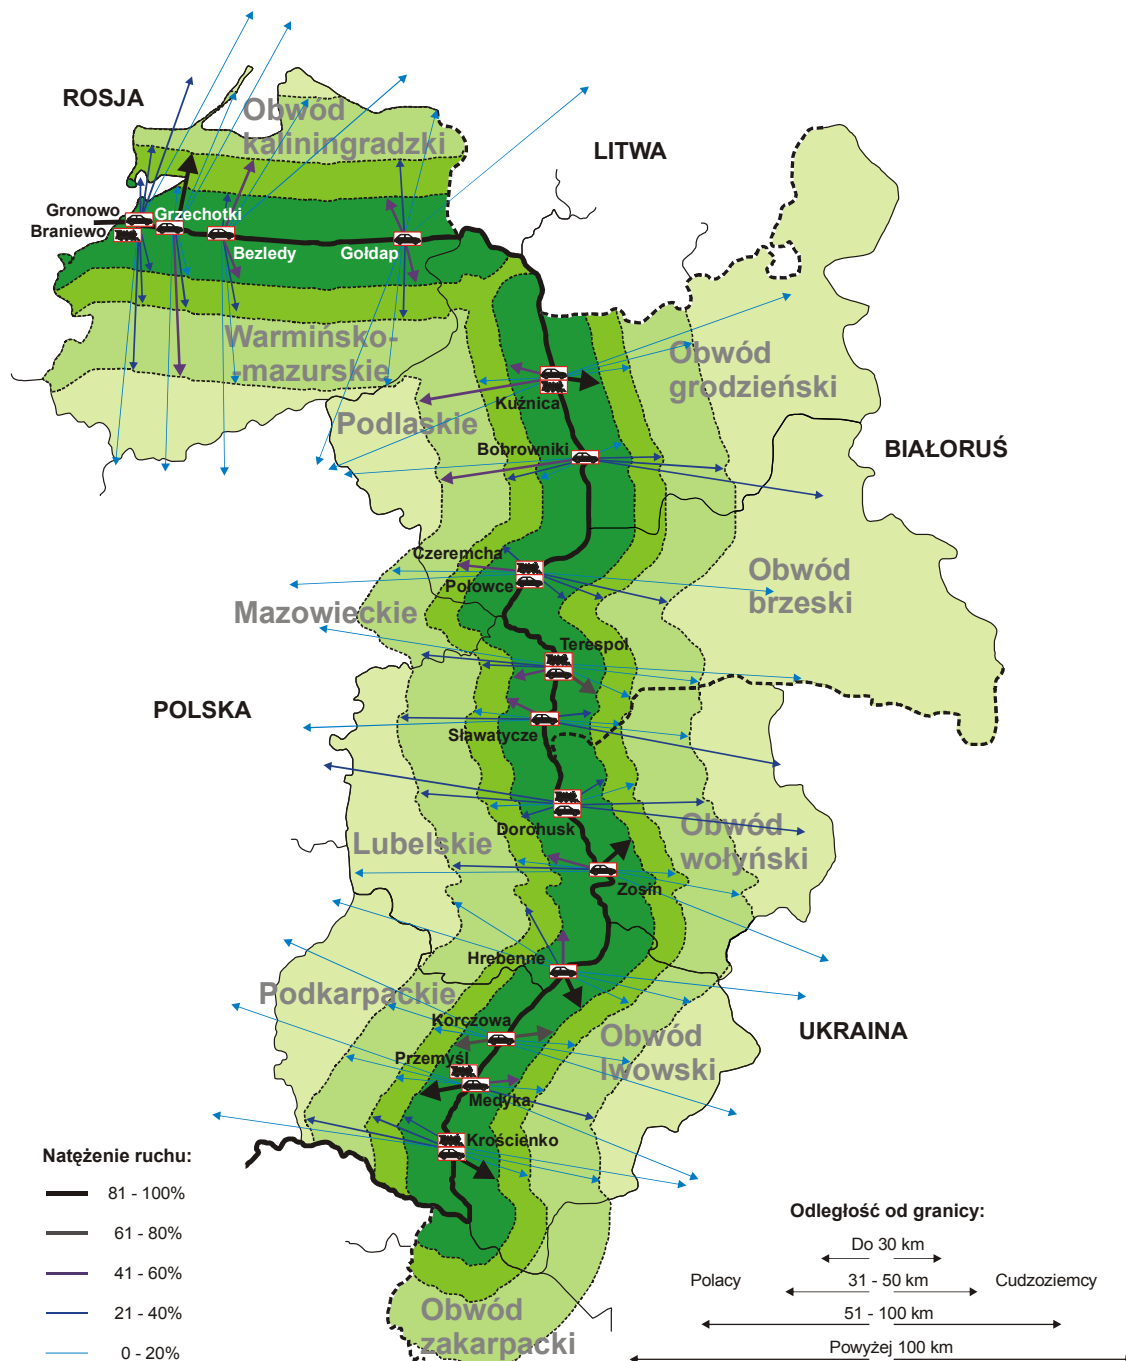 ROSJA
Obwód
kaliningradzki
LITWA
Gronowo
Grzechotki
Braniewo
Bezledy
Gołdap
Warmińsko-
-mazurskie
Obwód
grodzieński
Kuźnica
Podlaskie
Bobrowniki
BIAŁORUŚ
Czeremcha
Połowce
Obwód
brzeski
Mazowieckie
Terespol
POLSKA
Sławatycze
Dorohusk
Lubelskie
Obwód
wołyński
Zosin
Hrebenne
Podkarpackie
Korczowa
UKRAINA
Obwód
lwowski
Przemyśl
Medyka
Krościenko
Natężenie ruchu:
81 - 100%
61 - 80%
41 - 60%
21 - 40%
0 - 20%
Odległość od granicy:
Do 30 km
Polacy
31 - 50 km
Cudzoziemcy
51 - 100 km
Powyżej 100 km
Obwód
zakarpacki